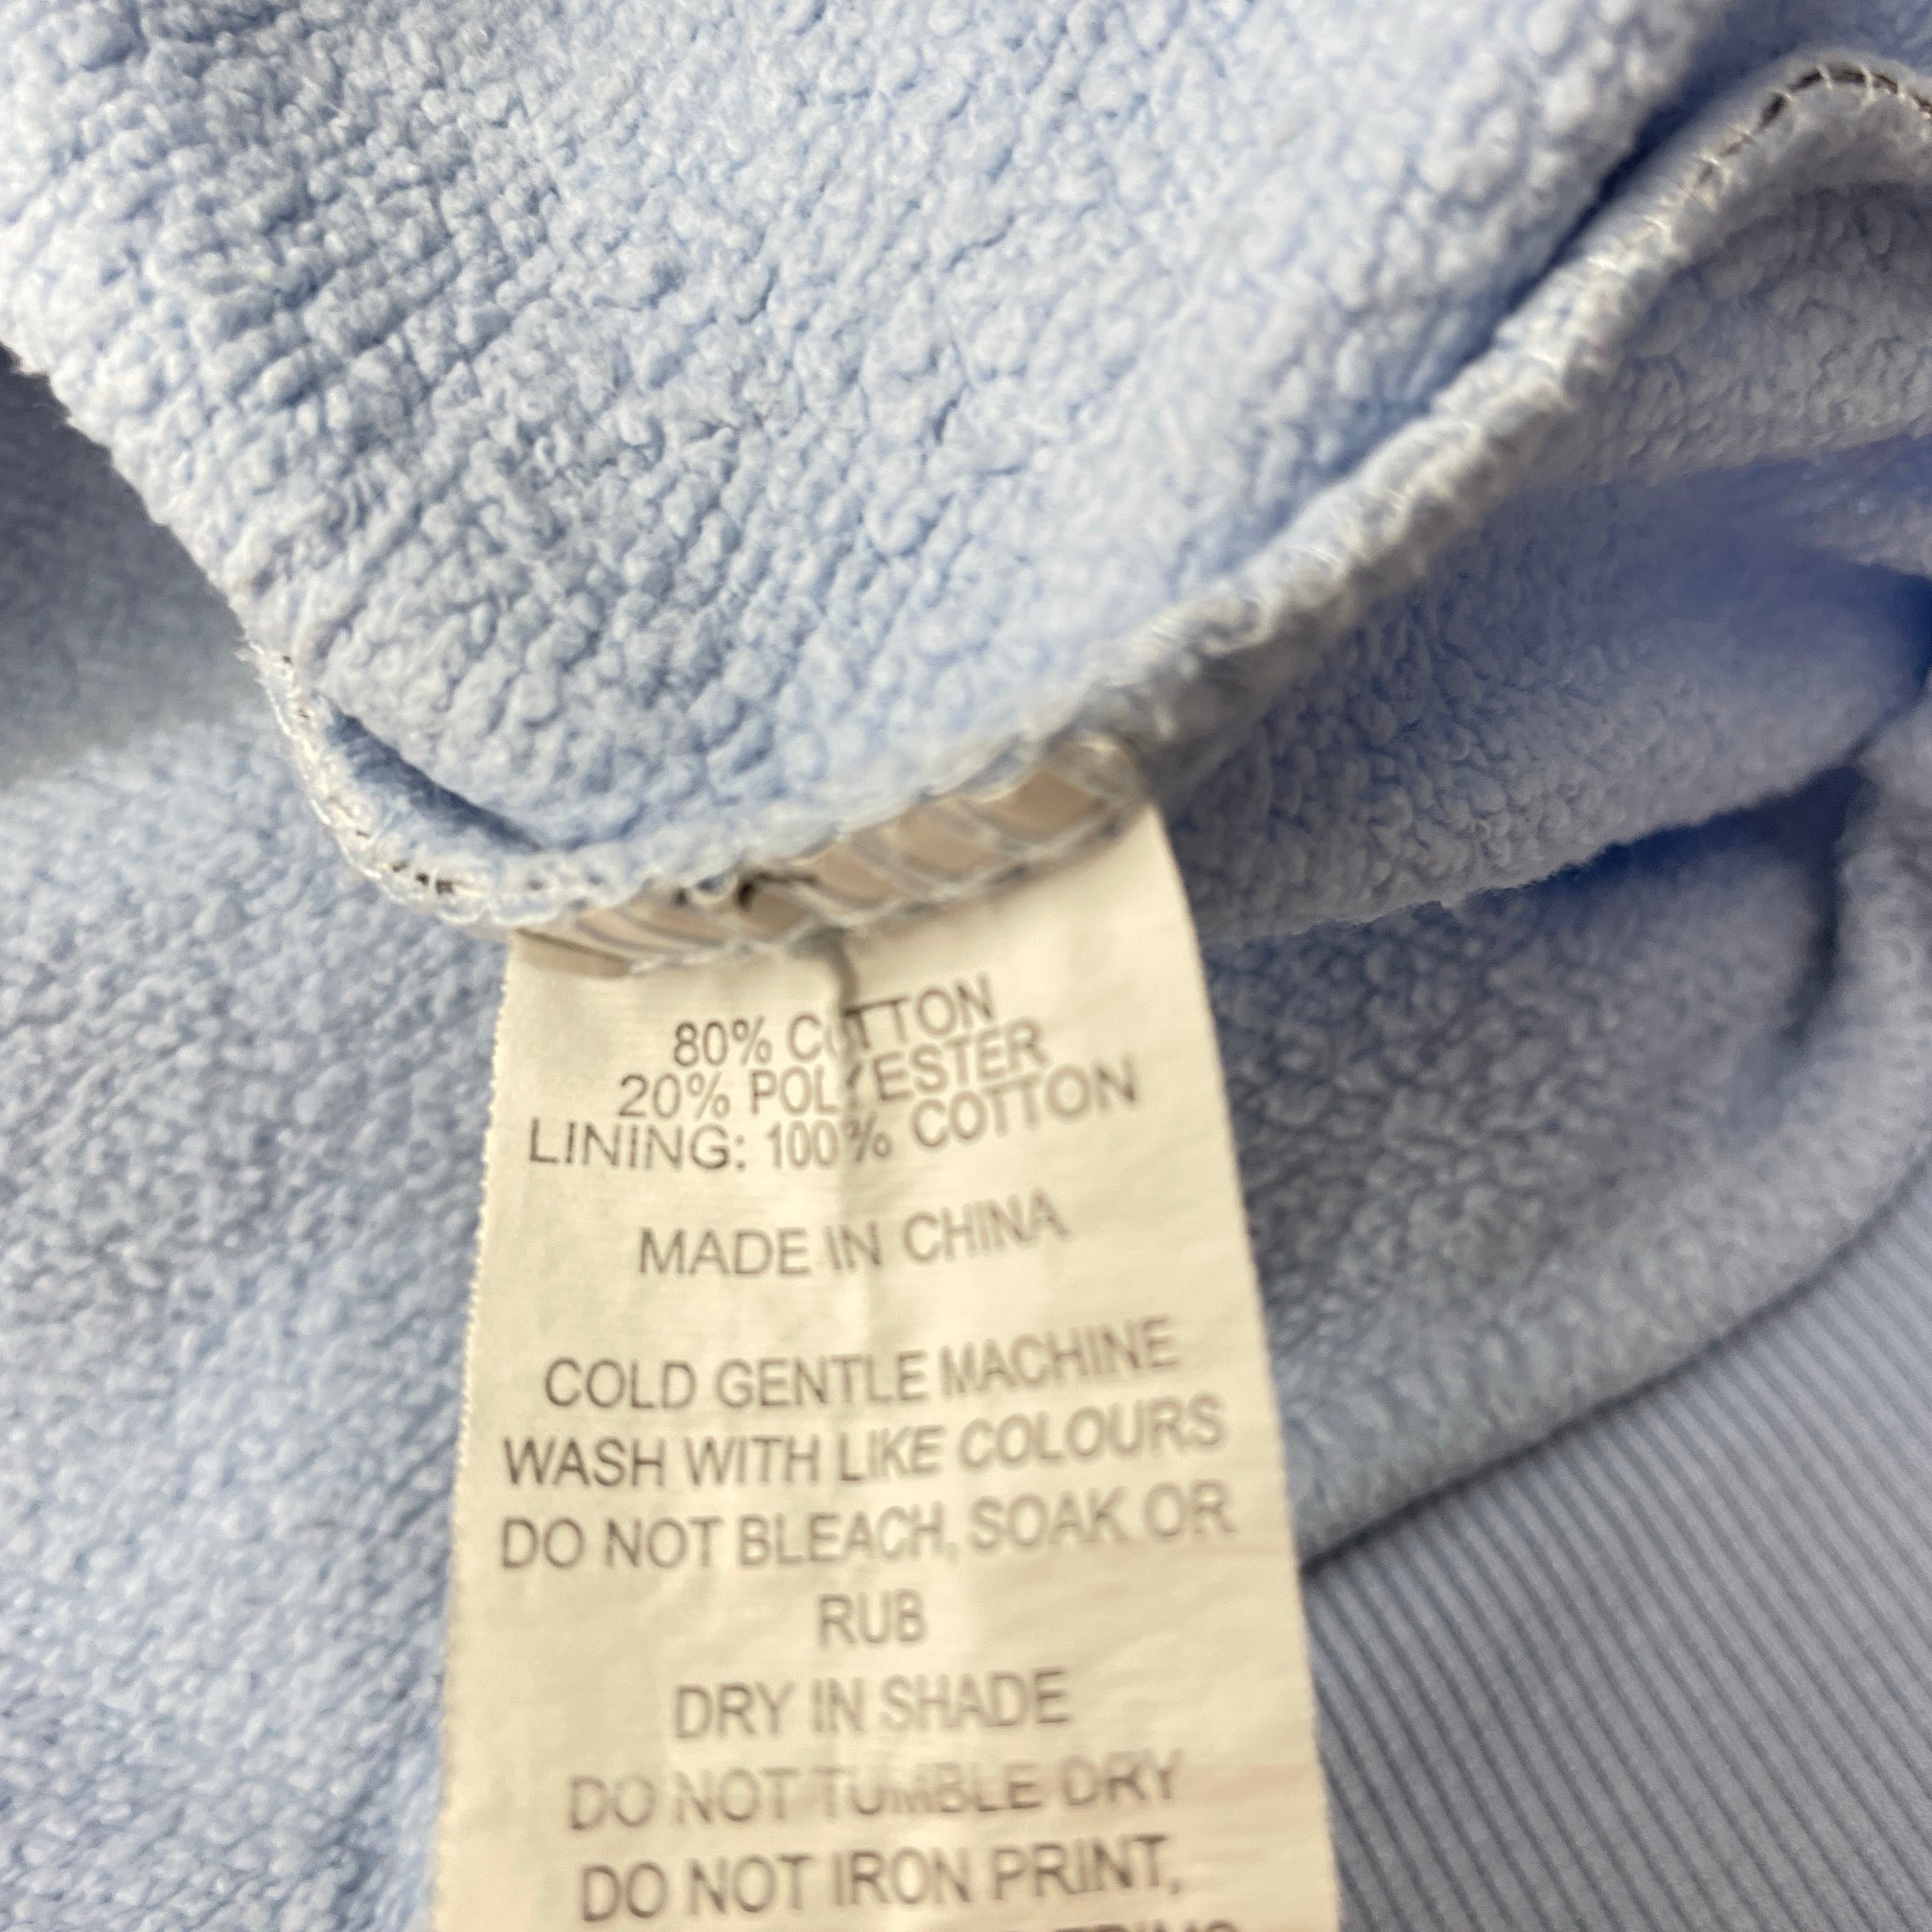 80% COTTON
20% POLYESTER
LINING: 100% COTTON
MADE IN CHINA
COLD GENTLE MACHINE
WASH WITH LIKE COLOURS
DO NOT BLEACH, SOAK OR
RUB
DRY IN SHADE
DO NOT TUMBLE DRY
DO NOT IRON PRINT,
TRIMS